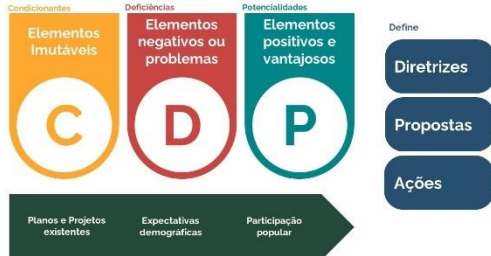 Condicionantes
Elementos
Imutáveis
C
Deficiências
Elementos
negativos ou
problemas
D
Potencialidades
Elementos
positivos e
vantajosos
P
Define
Diretrizes
Propostas
Ações
Planos e Projetos
existentes
Expectativas
demográficas
Participação
popular